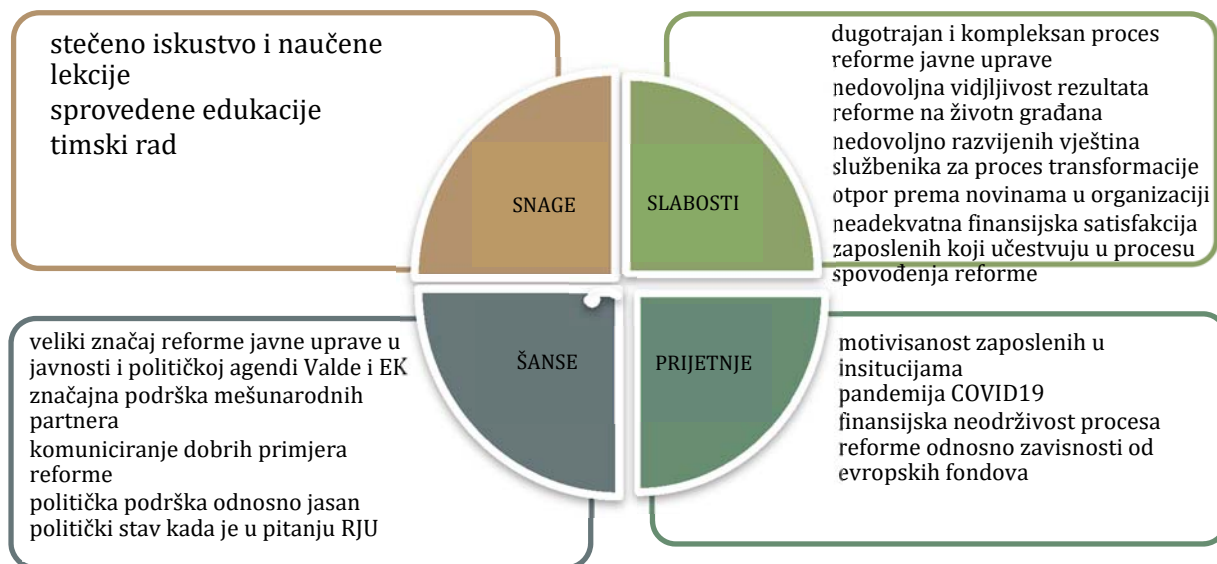 stečeno iskustvo i naučene
lekcije
sprovedene edukacije
timski rad
dugotrajan i kompleksan proces
reforme javne uprave
nedovoljna vidjljivost rezultata
reforme na životn građana
nedovoljno razvijenih vještina
službenika za proces transformacije
otpor prema novinama u organizaciji
neadekvatna finansijska satisfakcija
zaposlenih koji učestvuju u procesu
spovođenja reforme
SNAGE
SLABOSTI
veliki značaj reforme javne uprave u
javnosti i političkoj agendi Valde i EK
značajna podrška mešunarodnih
partnera
komuniciranje dobrih primjera
reforme
politička podrška odnosno jasan
politički stav kada je u pitanju RJU
ŠANSE
PRIJETNJE
motivisanost zaposlenih u
insitucijama
pandemija COVID19
finansijska neodrživost procesa
reforme odnosno zavisnosti od
evropskih fondova